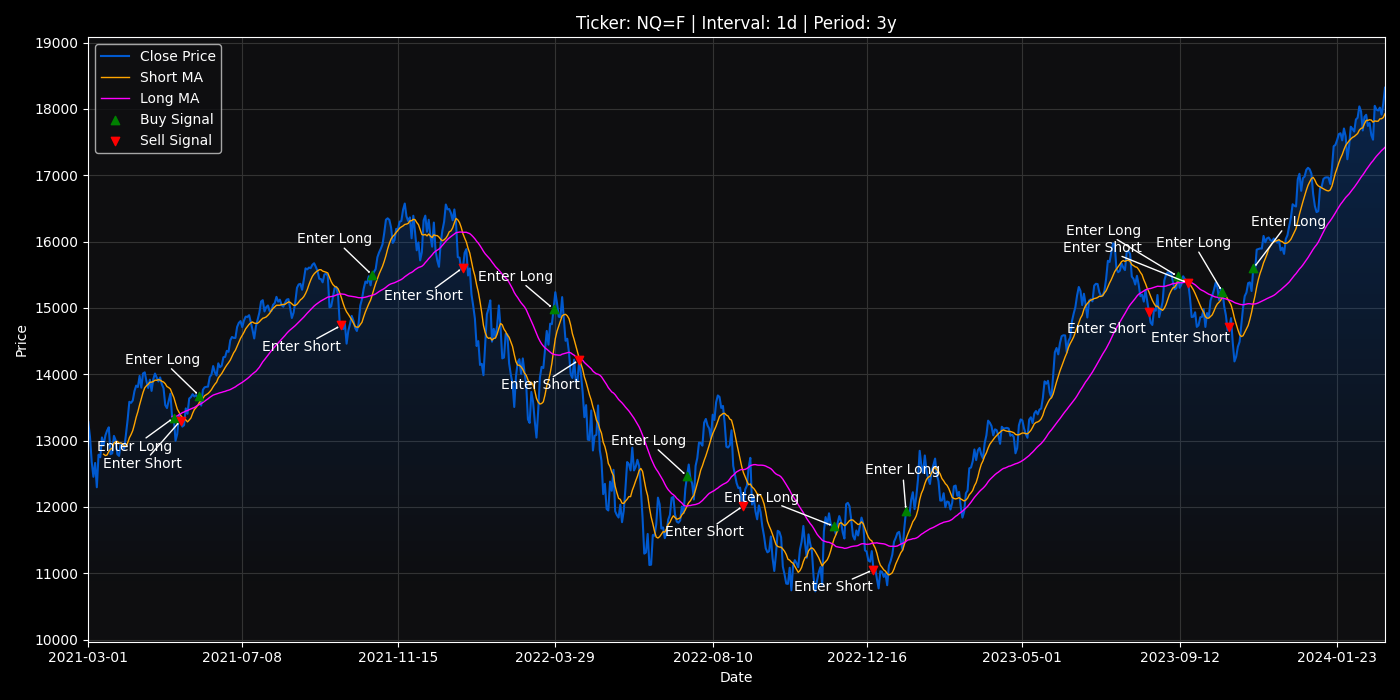 Ticker: NQ=F | Interval: 1d | Period: 3y
Close Price
Short MA
Long MA
Buy Signal
Sell Signal
Price
19000
18000
17000
16000
15000
14000
13000
12000
11000
10000
Enter Long
Enter Short
Enter Long
Enter Short
Enter Long
Enter Short
Enter Long
Enter Short
Enter Long
Enter Short
Enter Long
Enter Short
Enter Long
Enter Short
Enter Long
Enter Short
Enter Long
Enter Short
Enter Long
2021-03-01
2021-07-08
2021-11-15
2022-03-29
2022-08-10
2022-12-16
2023-05-01
2023-09-12
2024-01-23
Date